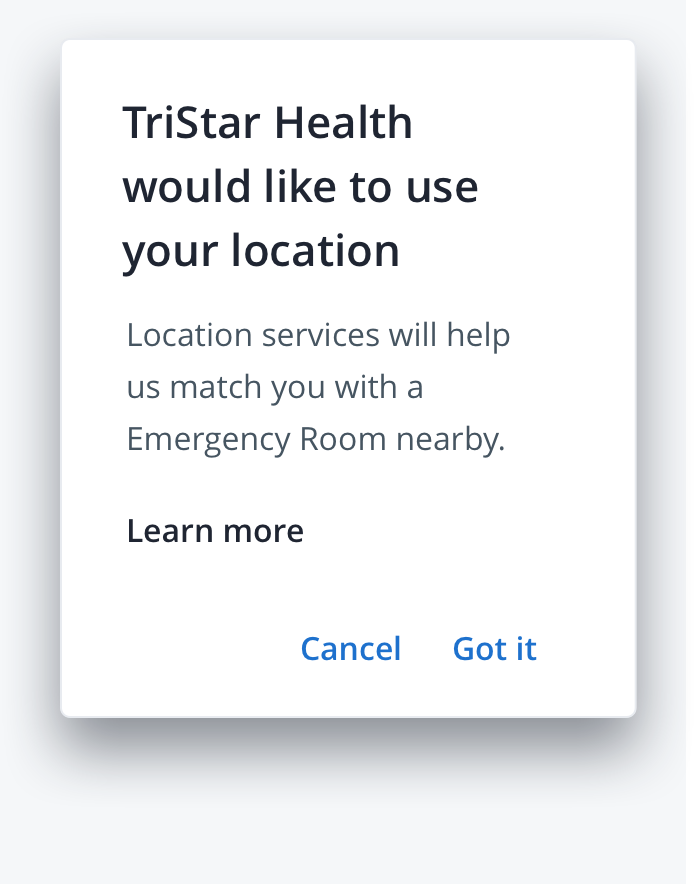 TriStar Health
would like to use
your location
Location services will help
us match you with a
Emergency Room nearby.
Learn more
Cancel Got it